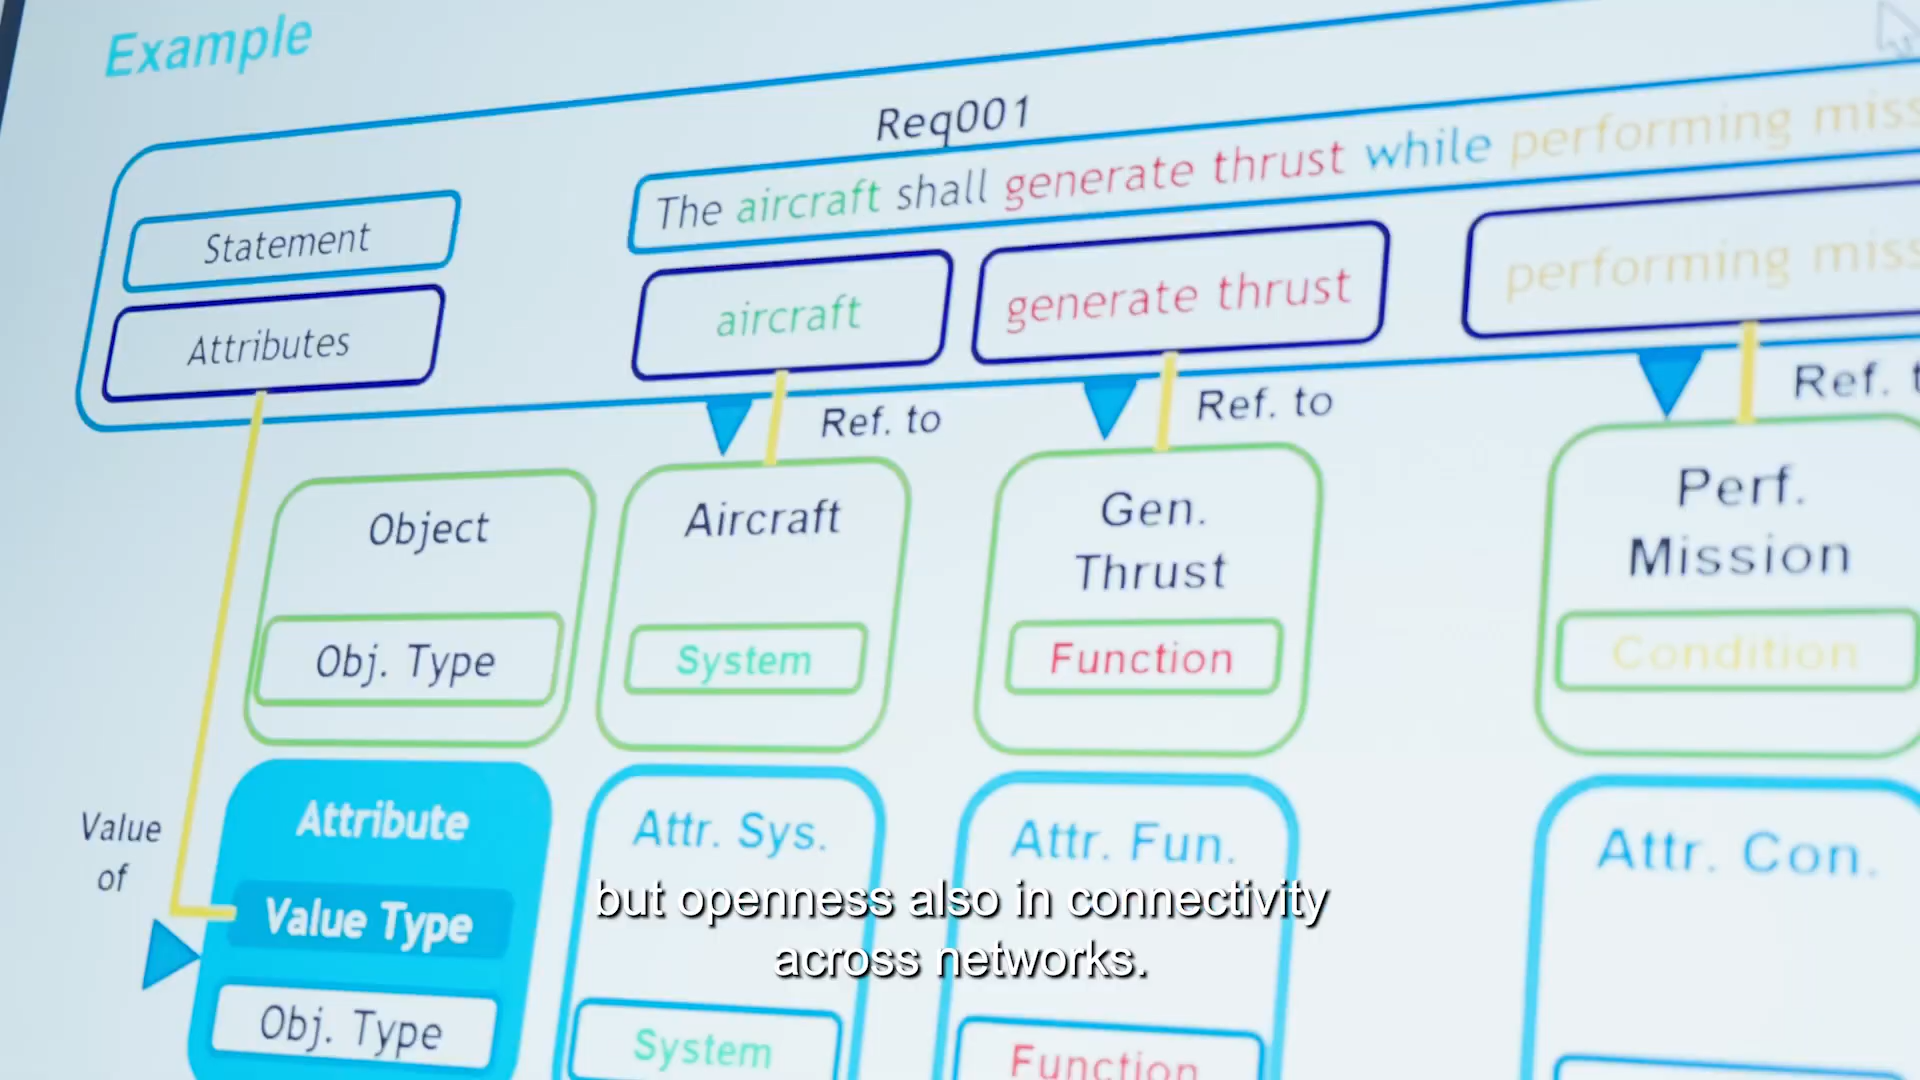 Example
Req001
Statement
The aircraft shall generate thrust while performing
Attributes
aircraft
generate thrust
performing
Ref. to
Ref. to
Ref.
Object
Obj. Type
Aircraft
System
Gen.
Thrust
Function
Perf.
Mission
Condition
Value
of
Attribute
Value Type
Obj. Type
Attr. Sys.
System
Attr. Fun.
Function
Attr. Con.
but openness also in connectivity
across networks.